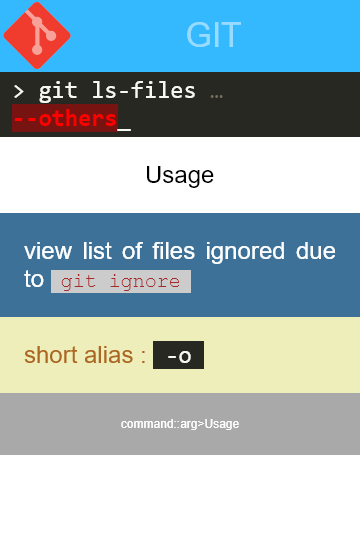 GIT
> git ls-files …
--others_
Usage
view list of files ignored due
to git ignore
short alias : -o
command::arg>Usage